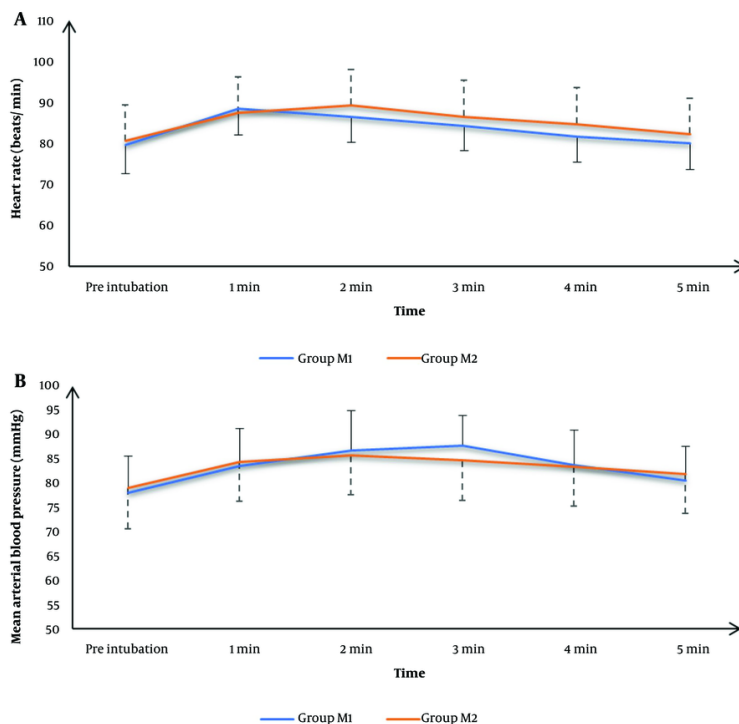 A
110
100
90
80
70
60
50
Heart rate (beats/min)
Pre intubation 1 min 2 min 3 min 4 min 5 min
Time
Group M1 Group M2
B
100
95
90
85
80
75
70
65
60
55
50
Mean arterial blood pressure (mmHg)
Pre intubation 1 min 2 min 3 min 4 min 5 min
Time
Group M1 Group M2